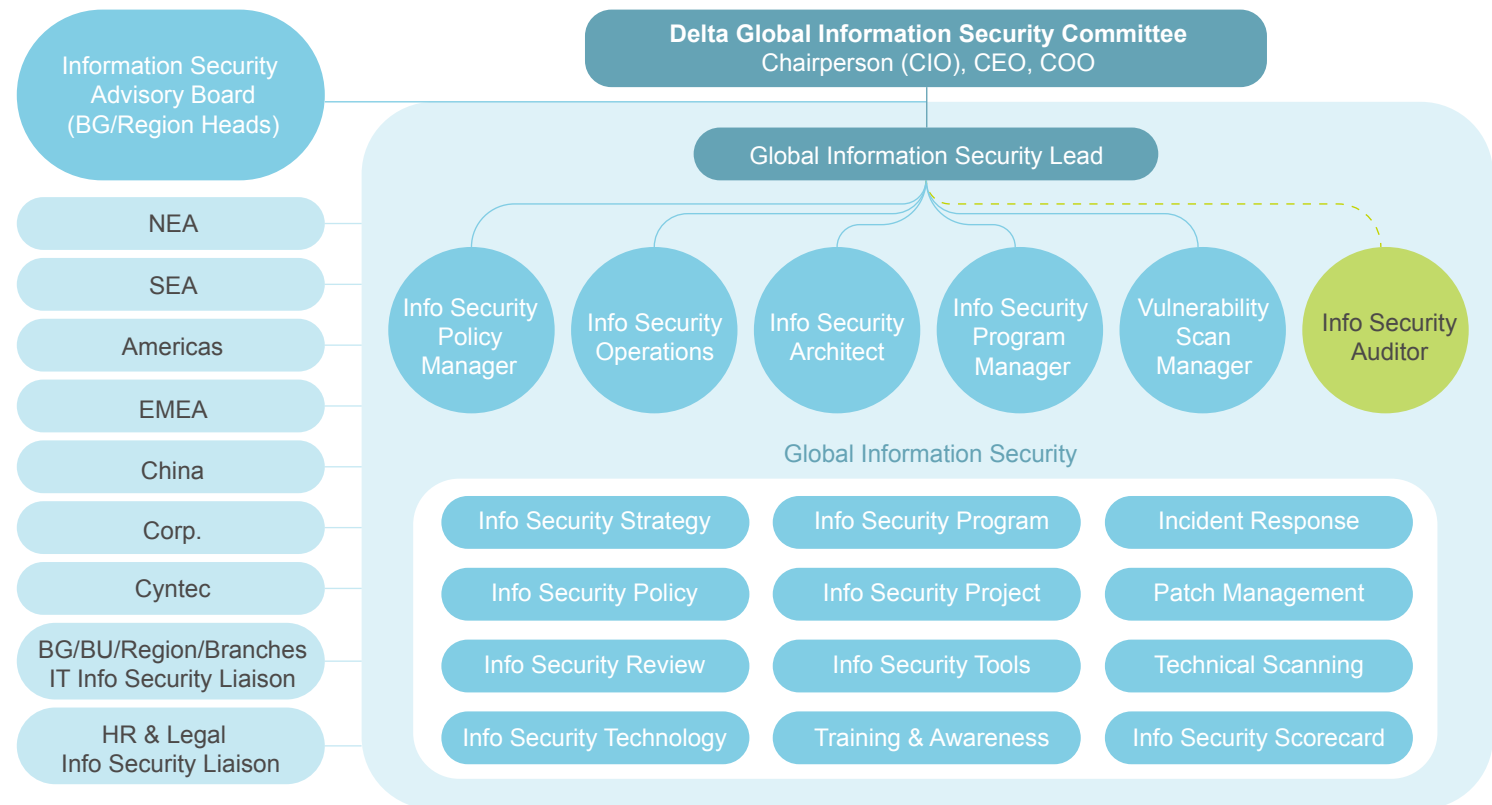 Information Security
Advisory Board
(BG/Region Heads)
Delta Global Information Security Committee
Chairperson (CIO), CEO, COO
Global Information Security Lead
NEA
SEA
Americas
EMEA
China
Corp.
Cyntec
BG/BU/Region/Branches
IT Info Security Liaison
HR & Legal
Info Security Liaison
Info Security
Policy
Manager
Info Security
Operations
Info Security
Architect
Info Security
Program
Manager
Vulnerability
Scan
Manager
Info Security
Auditor
Global Information Security
Info Security Strategy
Info Security Program
Incident Response
Info Security Policy
Info Security Project
Patch Management
Info Security Review
Info Security Tools
Technical Scanning
Info Security Technology
Training & Awareness
Info Security Scorecard